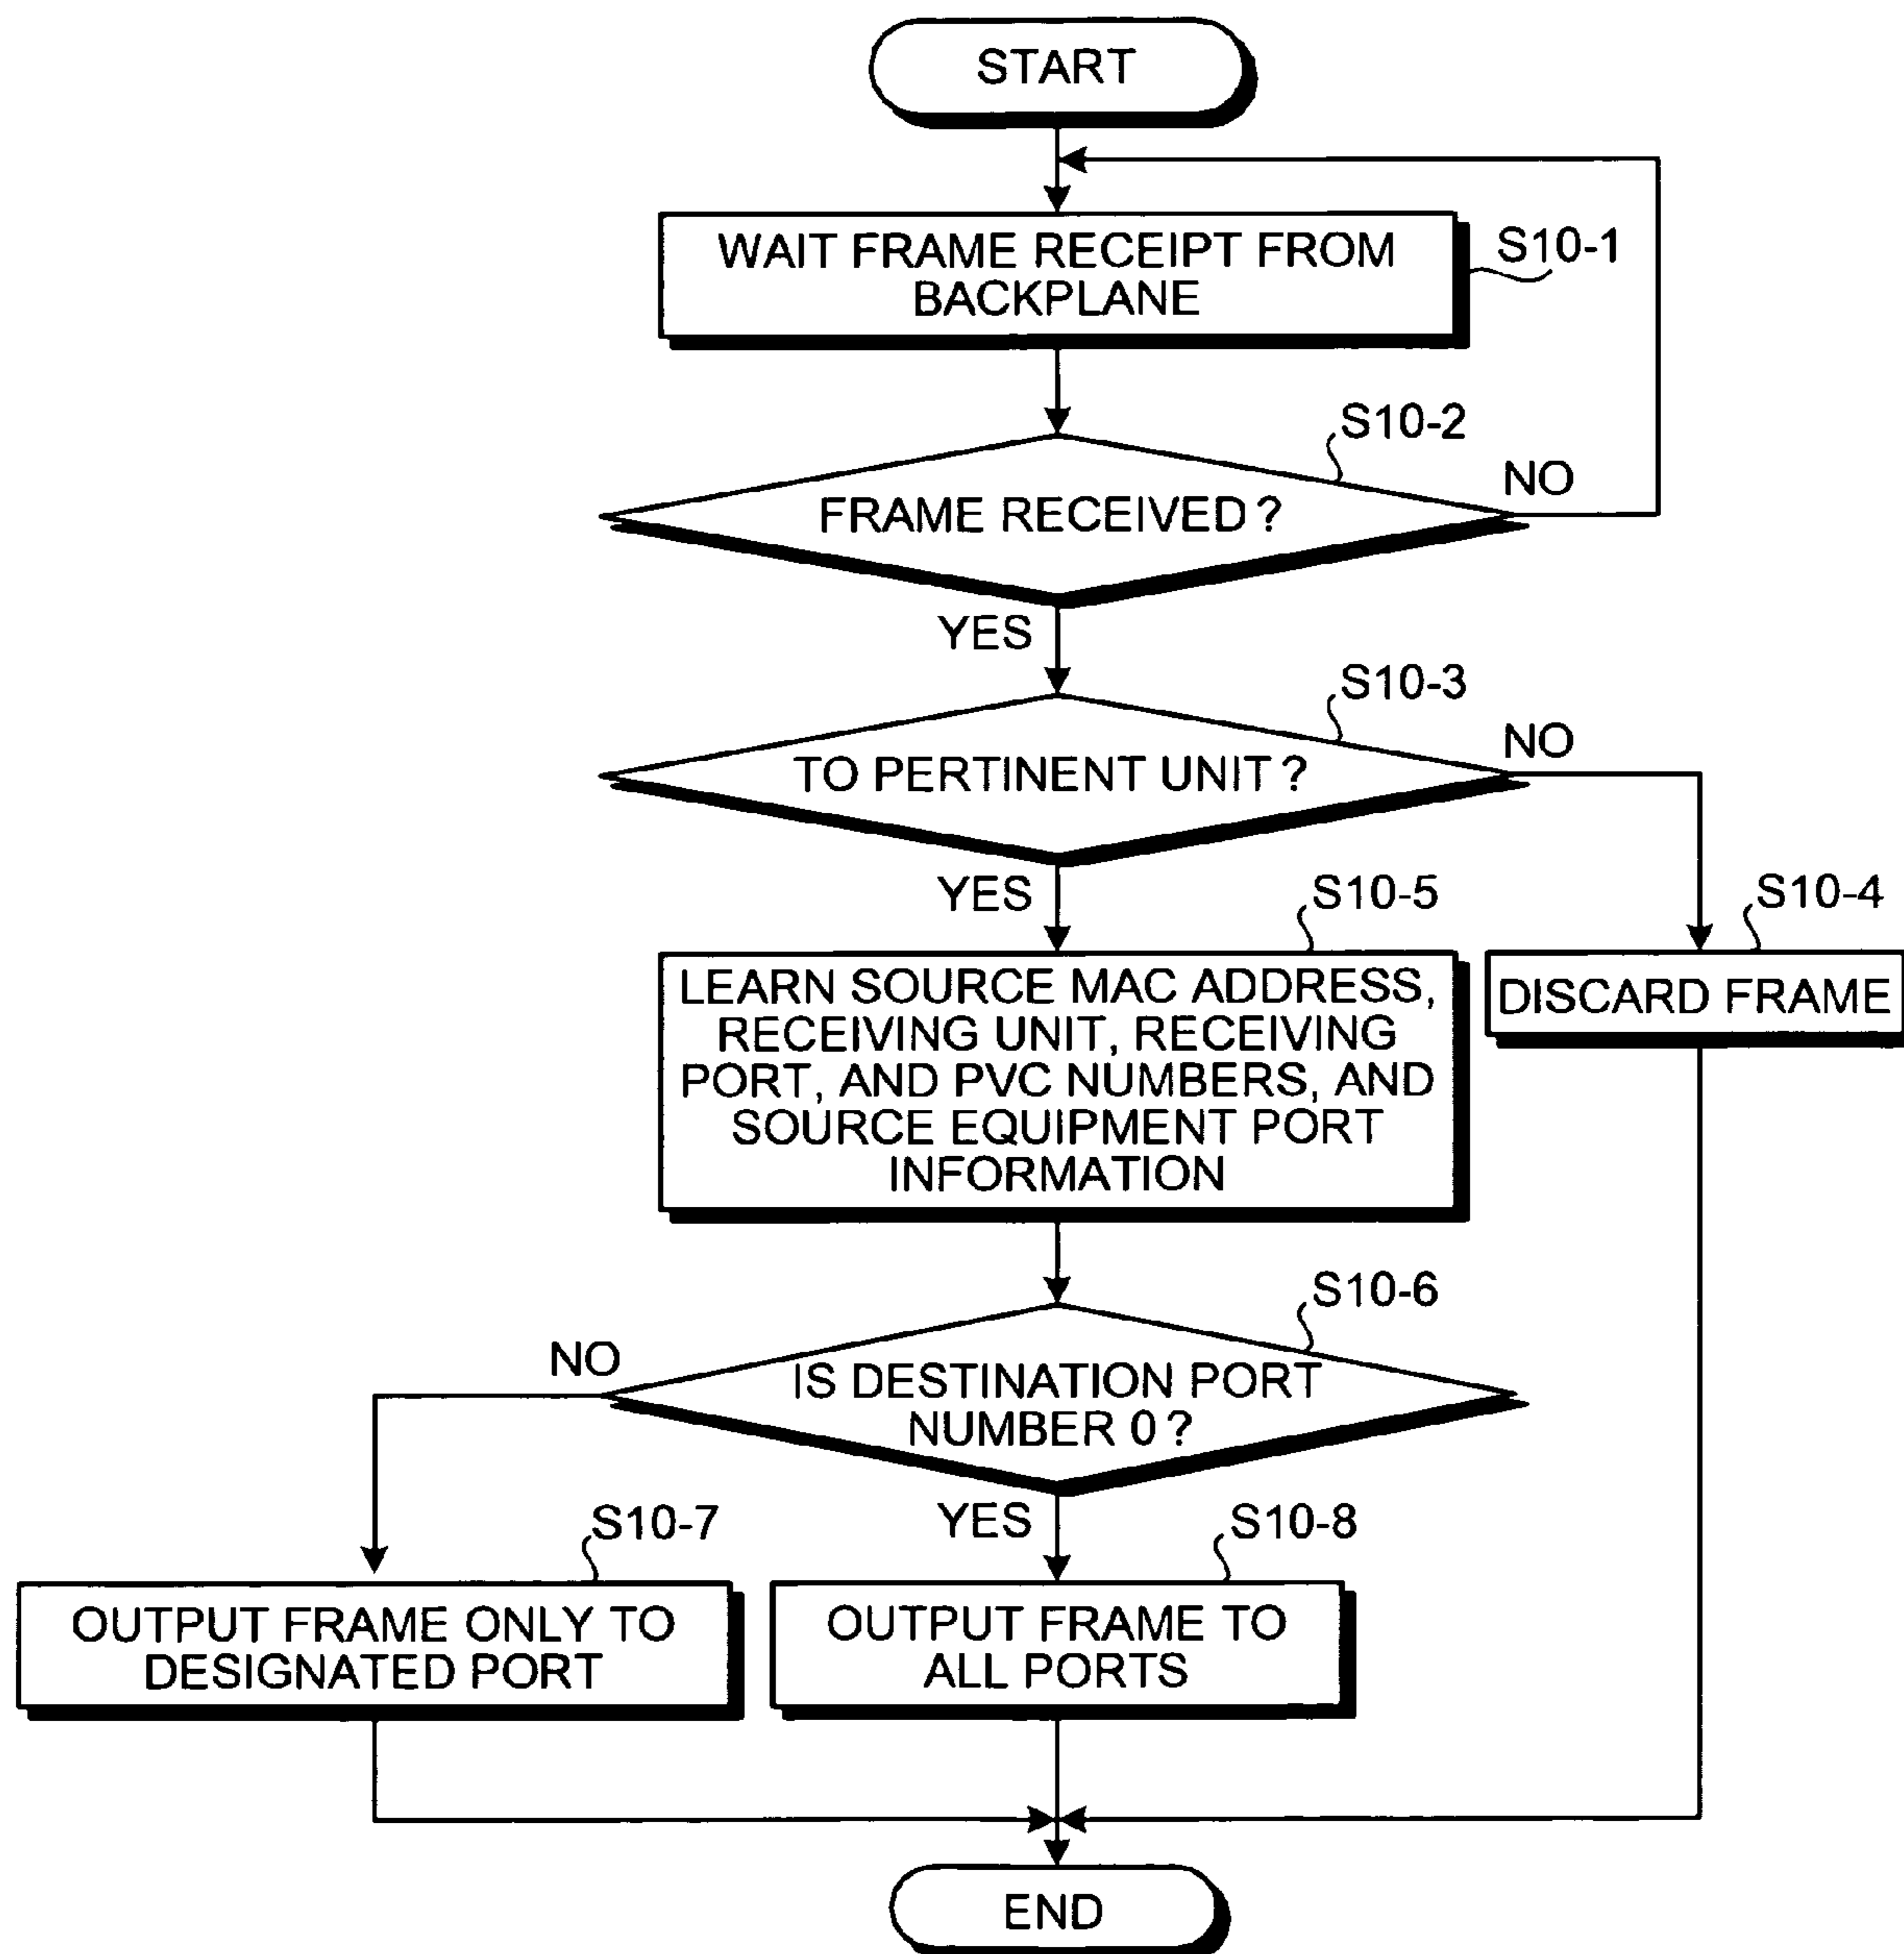 START
WAIT FRAME RECEIPT FROM
BACKPLANE
S10-1
S10-2
FRAME RECEIVED ?
NO
YES
S10-3
TO PERTINENT UNIT ?
NO
YES
S10-5
S10-4
LEARN SOURCE MAC ADDRESS,
RECEIVING UNIT, RECEIVING
PORT, AND PVC NUMBERS, AND
SOURCE EQUIPMENT PORT
INFORMATION
DISCARD FRAME
S10-6
NO
IS DESTINATION PORT
NUMBER 0 ?
S10-7
YES
S10-8
OUTPUT FRAME ONLY TO
DESIGNATED PORT
OUTPUT FRAME TO
ALL PORTS
END